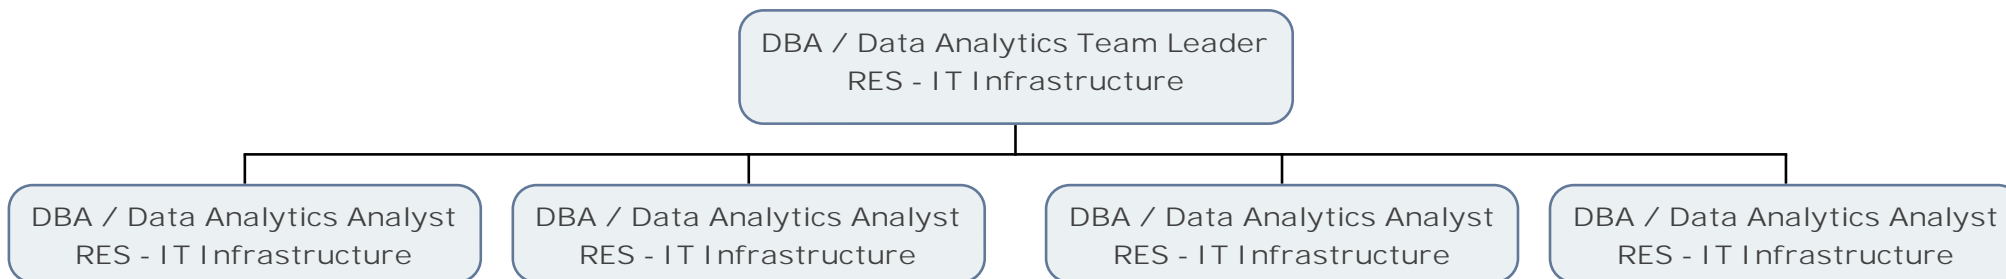 DBA / Data Analytics Team Leader
RES - IT Infrastructure
DBA / Data Analytics Analyst
RES - IT Infrastructure
DBA / Data Analytics Analyst
RES - IT Infrastructure
DBA / Data Analytics Analyst
RES - IT Infrastructure
DBA / Data Analytics Analyst
RES - IT Infrastructure